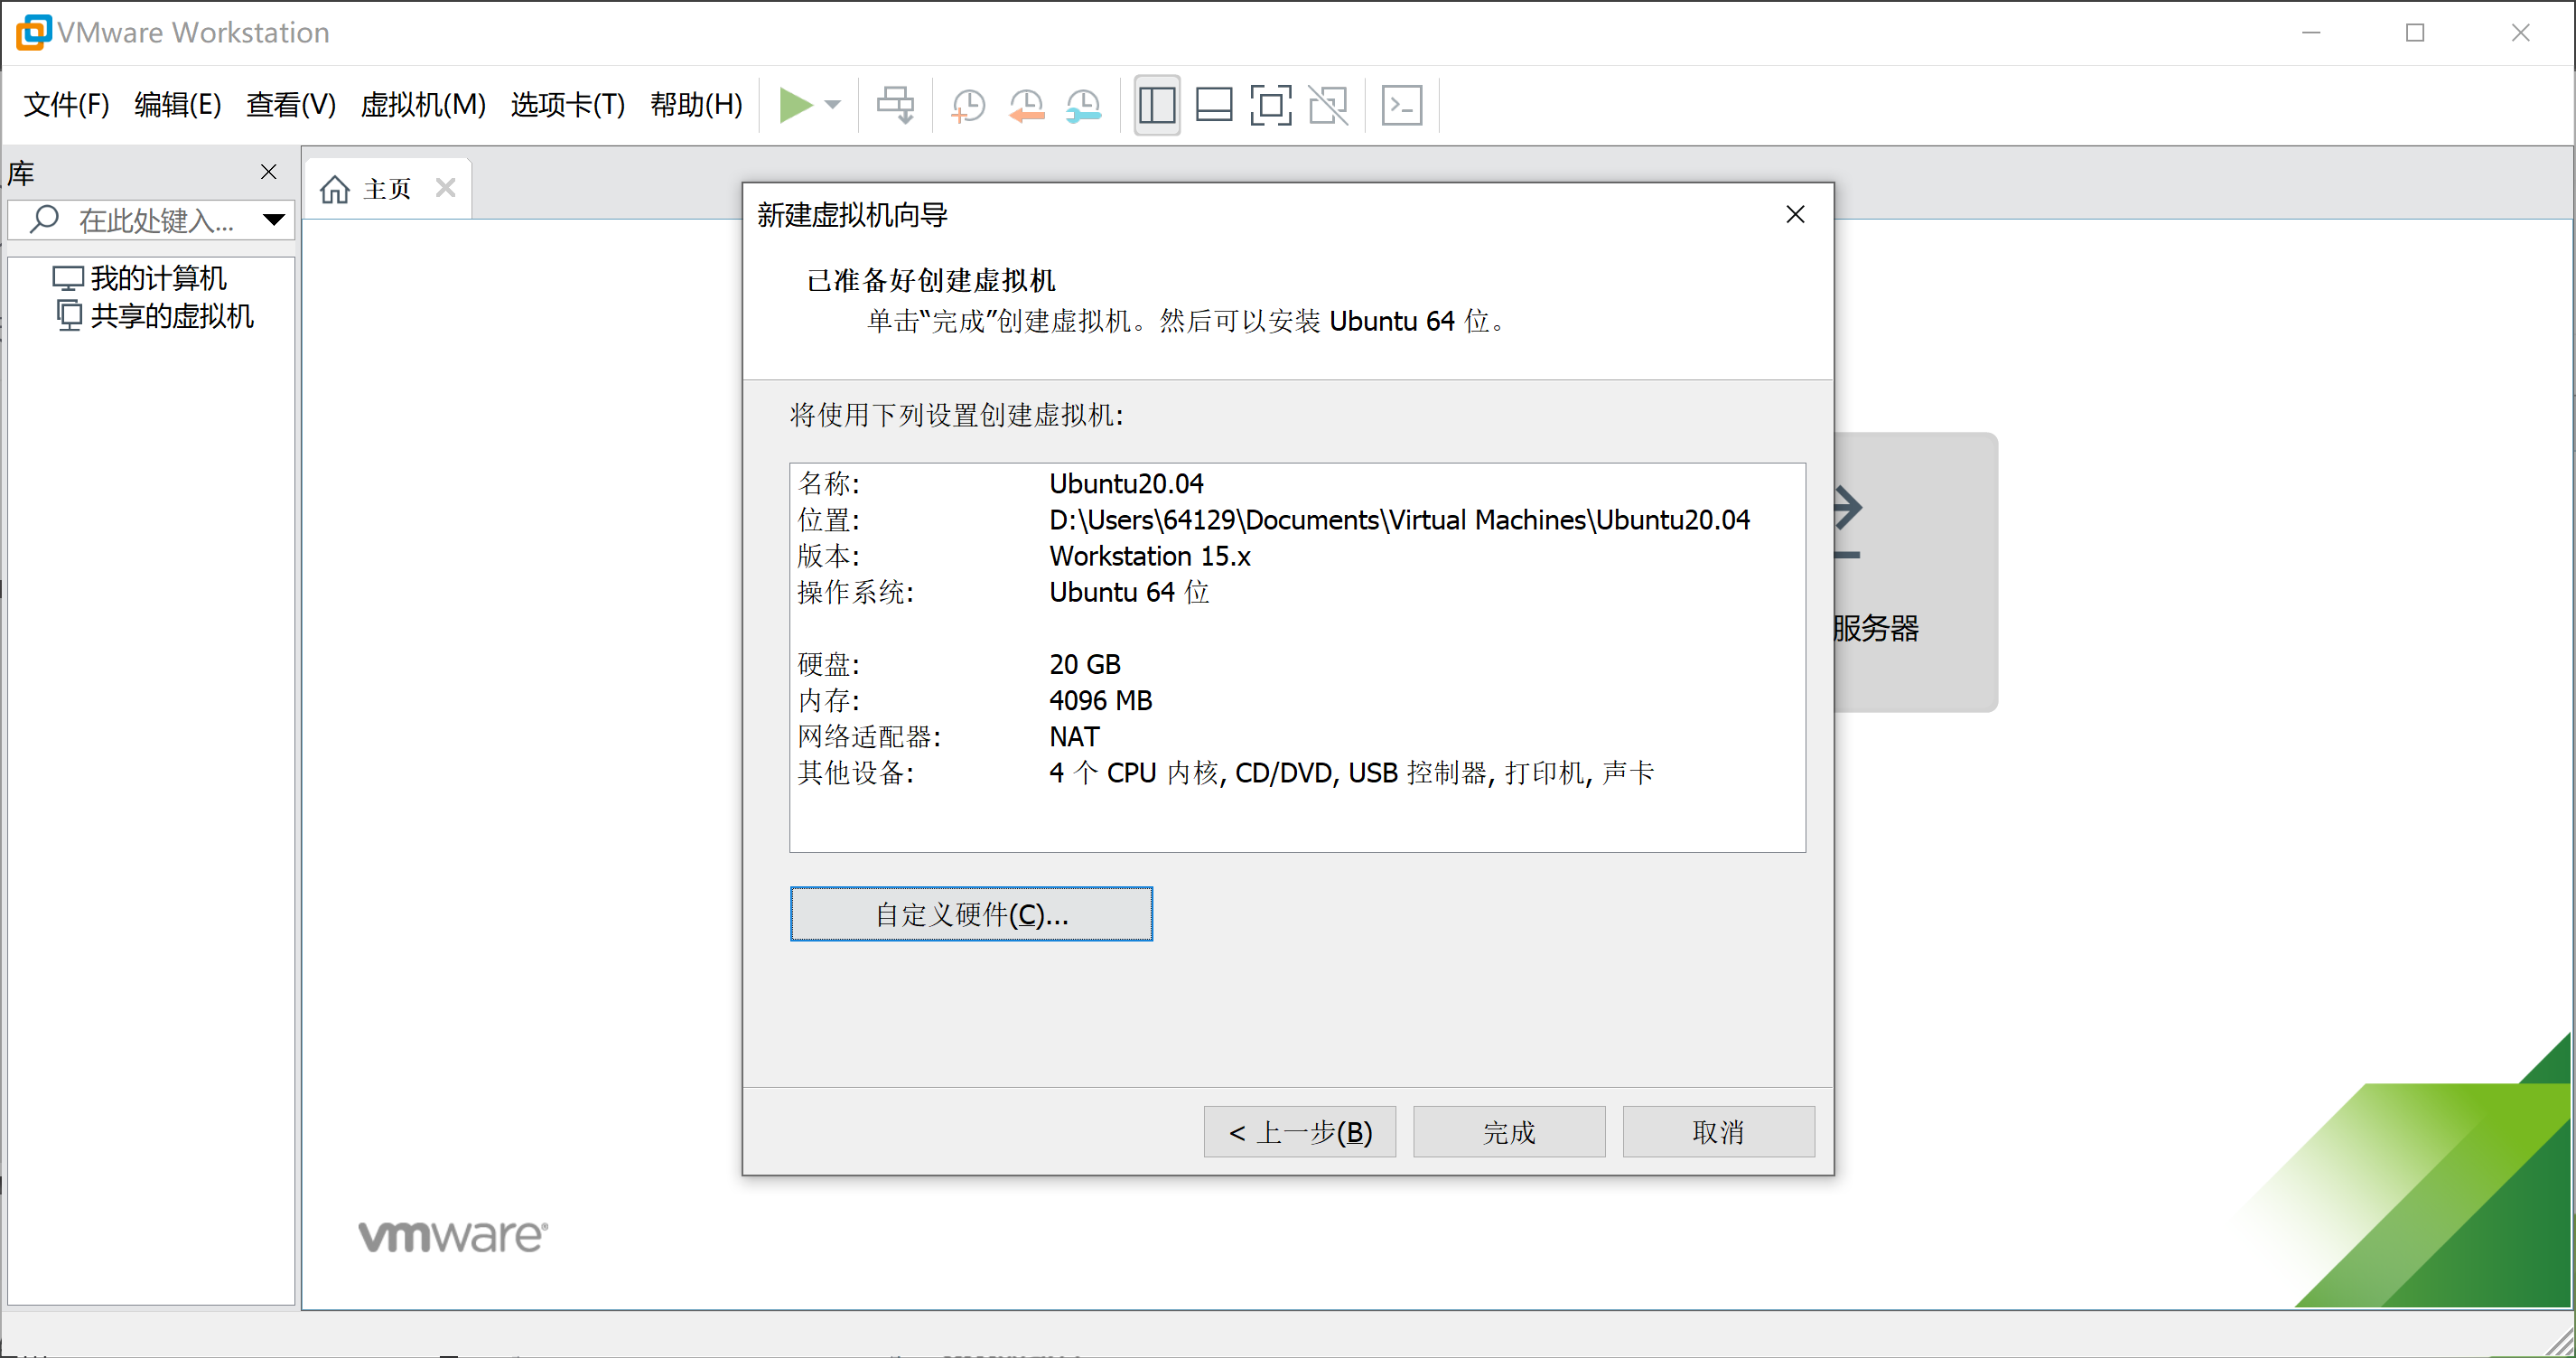 VMware Workstation
文件(F) 编辑(E) 查看(V) 虚拟机(M) 选项卡(T) 帮助(H)
库
在此处键入...
我的计算机
共享的虚拟机
主页
新建虚拟机向导
已准备好创建虚拟机
单击“完成”创建虚拟机。然后可以安装 Ubuntu 64 位。
将使用下列设置创建虚拟机:
名称: Ubuntu20.04
位置: D:\Users\64129\Documents\Virtual Machines\Ubuntu20.04
版本: Workstation 15.x
操作系统: Ubuntu 64 位
硬盘: 20 GB
内存: 4096 MB
网络适配器: NAT
其他设备: 4 个 CPU 内核, CD/DVD, USB 控制器, 打印机, 声卡
自定义硬件(C)...
< 上一步(B) 完成 取消
服务器
vmware®